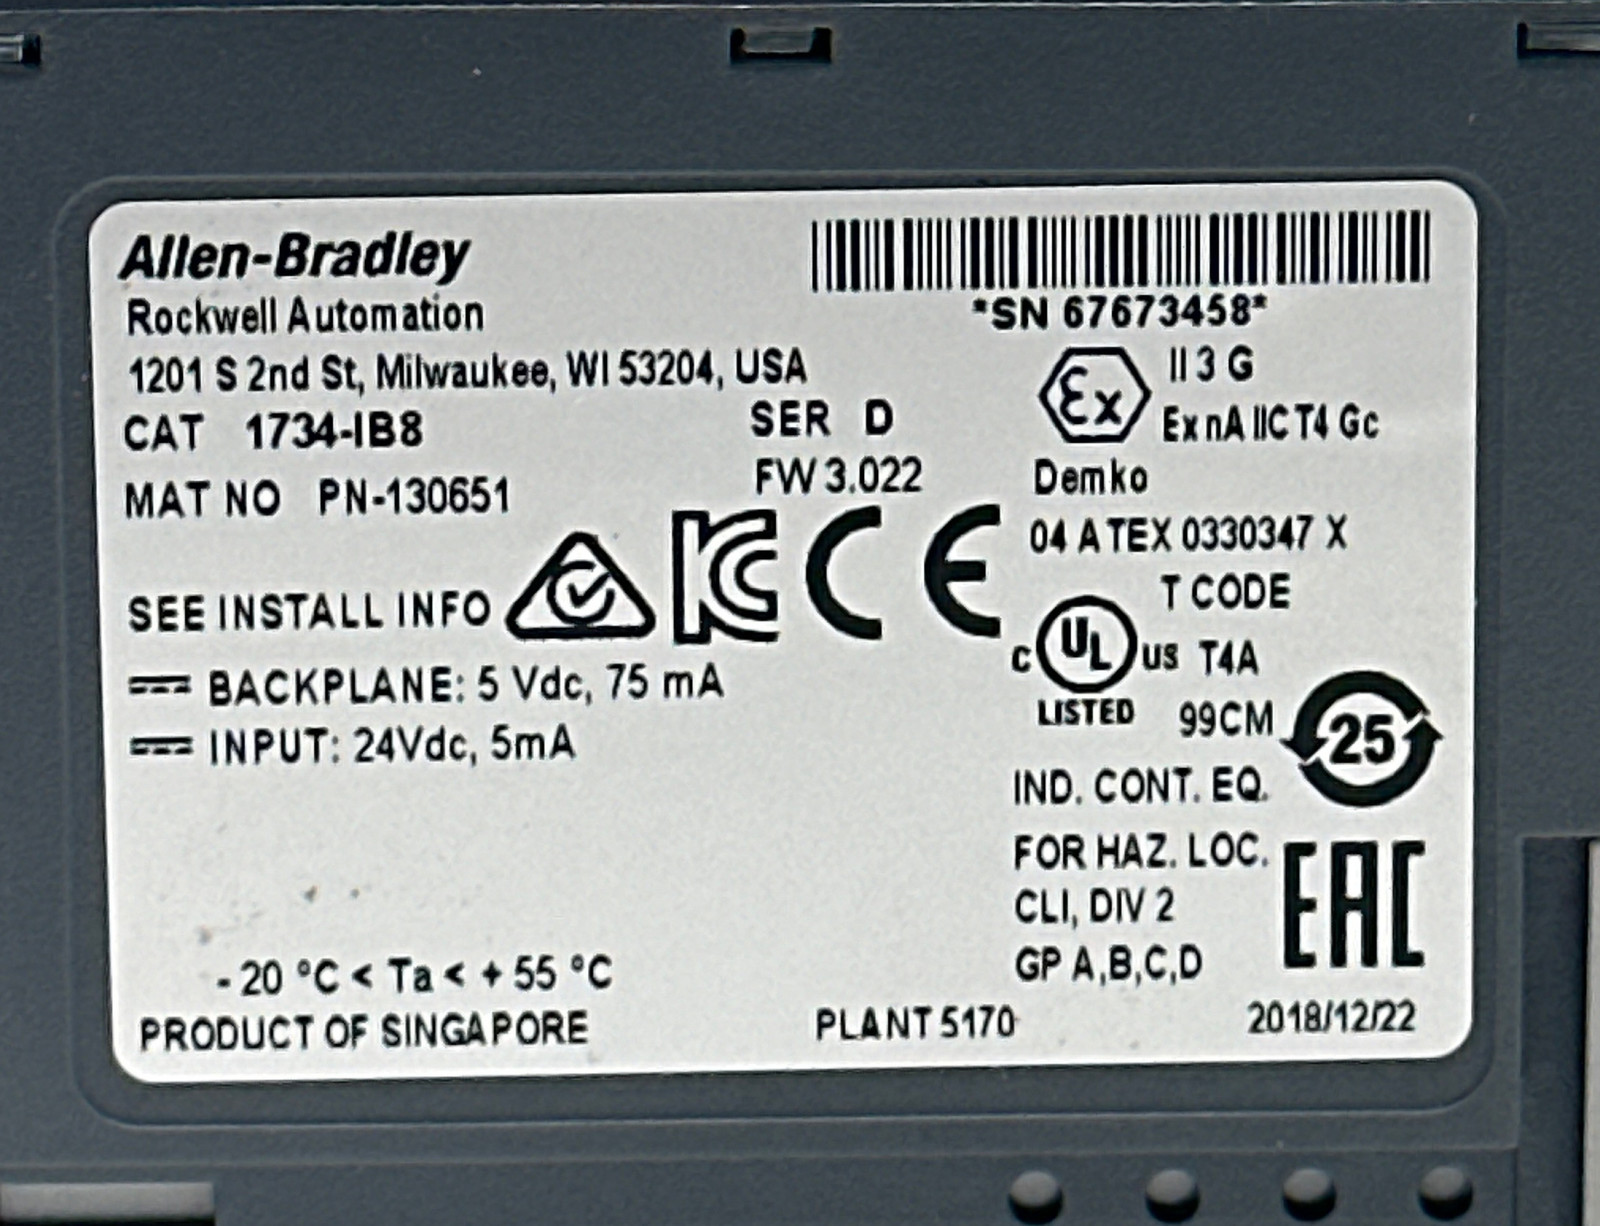 Allen-Bradley
*SN 67673458*
Rockwell Automation
1201 S 2nd St, Milwaukee, WI 53204, USA
CAT 1734-IB8
SER D
MAT NO PN-130651
FW 3.022
Ex
II 3 G
Ex nA IIC T4 Gc
Demko
04 ATEX 0330347 X
SEE INSTALL INFO
KC
CE
T CODE
C UL US T4A
LISTED 99CM
25
BACKPLANE: 5 Vdc, 75 mA
INPUT: 24Vdc, 5mA
IND. CONT. EQ.
FOR HAZ. LOC.
CLI, DIV 2
GP A,B,C,D
EAC
- 20 °C < Ta < + 55 °C
PRODUCT OF SINGAPORE
PLANT 5170
2018/12/22